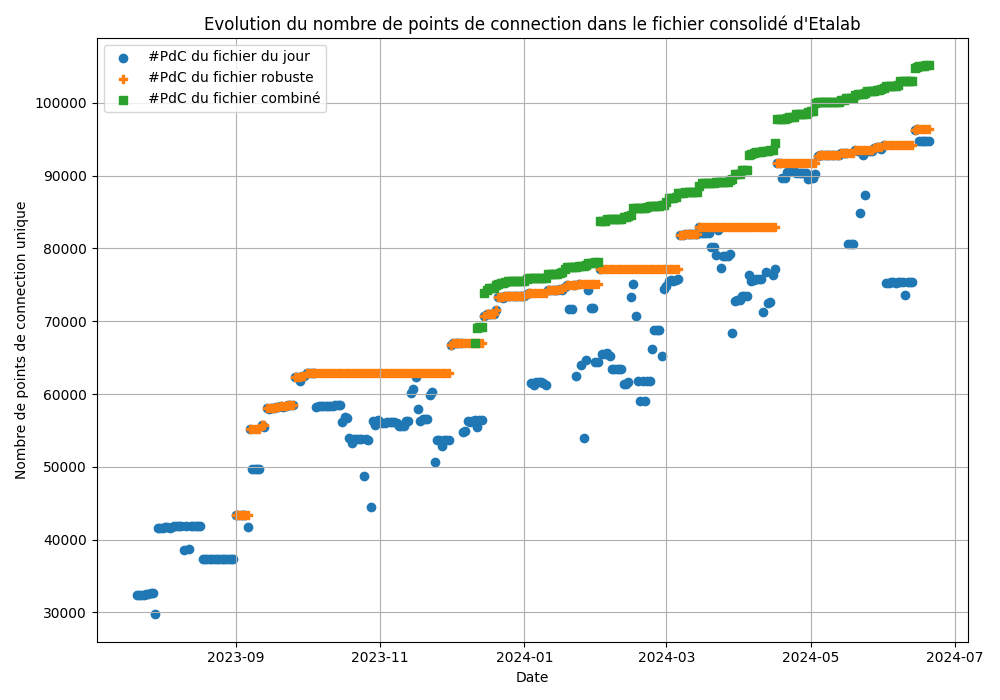 Evolution du nombre de points de connection dans le fichier consolidé d'Etalab
#PdC du fichier du jour
#PdC du fichier robuste
#PdC du fichier combiné
100000
90000
80000
70000
60000
50000
40000
30000
Nombre de points de connection unique
2023-09
2023-11
2024-01
2024-03
2024-05
2024-07
Date